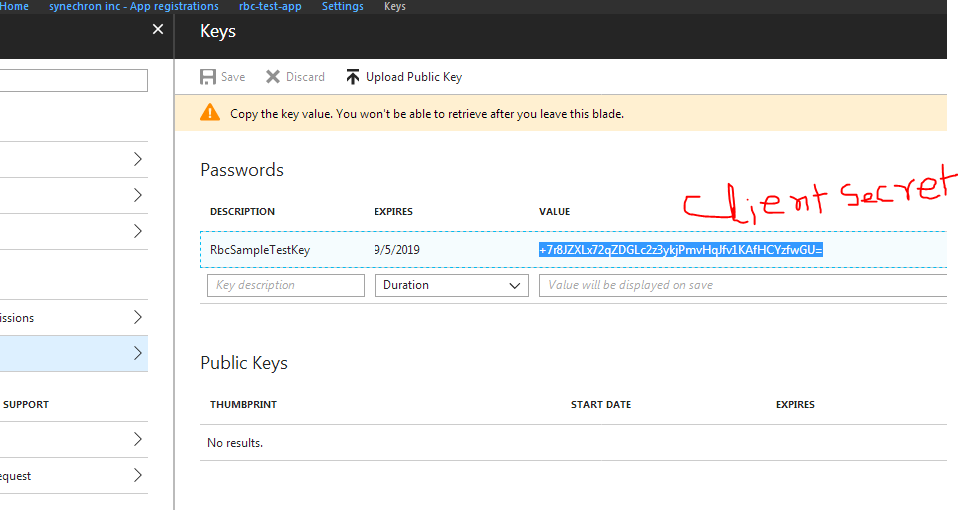 Home synechron inc - App registrations rbc-test-app Settings Keys
Keys
Save Discard Upload Public Key
Copy the key value. You won't be able to retrieve after you leave this blade.
Passwords
Client Secret
DESCRIPTION EXPIRES VALUE
RbcSampleTestKey 9/5/2019 +7r8JZXLx72qZDGLc2z3ykjPmvHqJfv1KAfHCYzfwGU=
Key description Duration Value will be displayed on save
issions
Public Keys
SUPPORT THUMBPRINT START DATE EXPIRES
No results.
equest